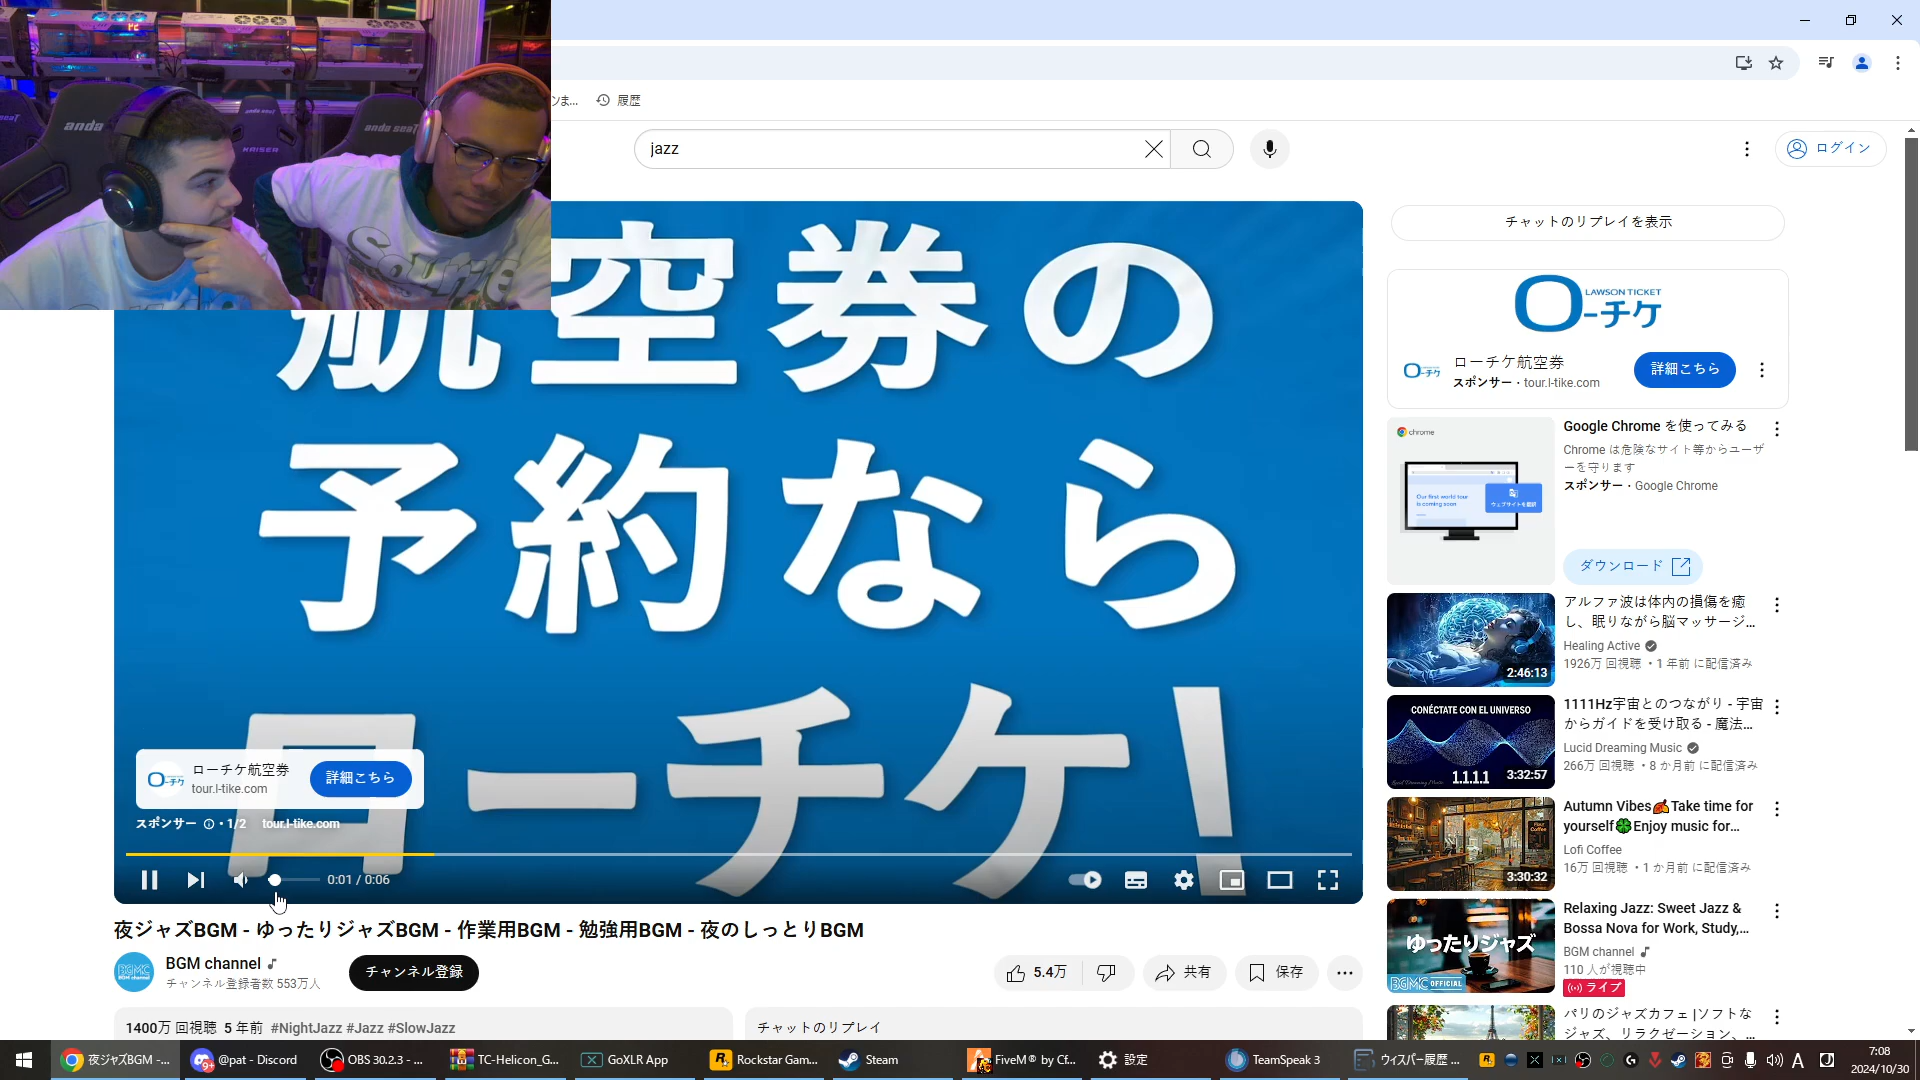 履歴
jazz
ログイン
anda
KAISER
anda seaT
航空券の
予約なら
ローチケ!
ローチケ航空券
tour.l-tike.com
詳細こちら
スポンサー
・1/2
tour.l-tike.com
0:01 / 0:06
夜ジャズBGM - ゆったりジャズBGM - 作業用BGM - 勉強用BGM - 夜のしっとりBGM
BGM channel
チャンネル登録者数 553万人
チャンネル登録
5.4万
共有
保存
1400万 回視聴 5 年前 #NightJazz #Jazz #SlowJazz
チャットのリプレイ
チャットのリプレイを表示
LAWSON TICKET
ローチケ
ローチケ航空券
スポンサー・tour.l-tike.com
詳細こちら
chrome
Google Chrome を使ってみる
Chrome は危険なサイト等からユーザ
ーを守ります
スポンサー・Google Chrome
ダウンロード
アルファ波は体内の損傷を癒
し、眠りながら脳マッサージ...
Healing Active
1926万 回視聴 ・1 年前 に配信済み
2:46:13
CONÉCTATE CON EL UNIVERSO
1.1.1.1
3:32:57
1111Hz宇宙とのつながり - 宇宙
からガイドを受け取る - 魔法...
Lucid Dreaming Music
266万 回視聴 ・8 か月前 に配信済み
3:30:32
Autumn Vibes🍂Take time for
yourself🍀Enjoy music for...
Lofi Coffee
16万 回視聴 ・1 か月前 に配信済み
ゆったりジャズ
BGMC OFFICIAL
Relaxing Jazz: Sweet Jazz &
Bossa Nova for Work, Study,...
BGM channel
110 人が視聴中
ライブ
パリのジャズカフェ |ソフトな
ジャズ、リラクゼーション、...
夜ジャズBGM -...
@pat - Discord
OBS 30.2.3 - ...
TC-Helicon_G...
GoXLR App
Rockstar Gam...
Steam
FiveM® by Cf...
設定
TeamSpeak 3
ウィスパー履歴 ...
A
7:08
2024/10/30